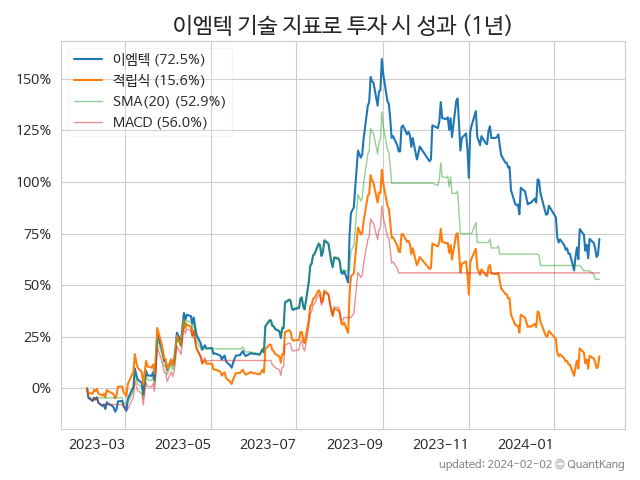 이엠텍 기술 지표로 투자 시 성과 (1년)
이엠텍 (72.5%)
적립식 (15.6%)
SMA(20) (52.9%)
MACD (56.0%)
150%
125%
100%
75%
50%
25%
0%
2023-03 2023-05 2023-07 2023-09 2023-11 2024-01
updated: 2024-02-02 © QuantKang